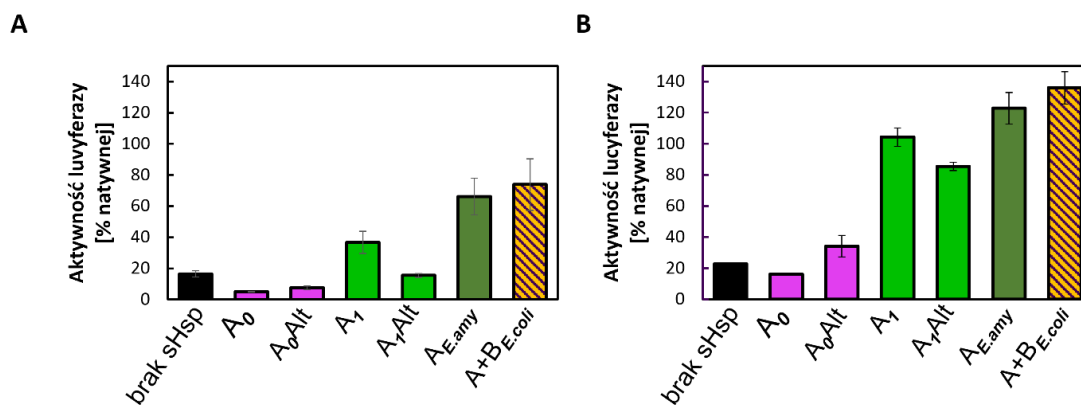 A
B
Aktywność luvyferazy
[% natywnej]
140
120
100
80
60
40
20
0
brak sHsp
A0
A0Alt
A1
A1Alt
AE.amy
A+BE.coli
Aktywność lucyferazy
[% natywnej]
140
120
100
80
60
40
20
0
brak sHsp
A0
A0Alt
A1
A1Alt
AE.amy
A+BE.coli